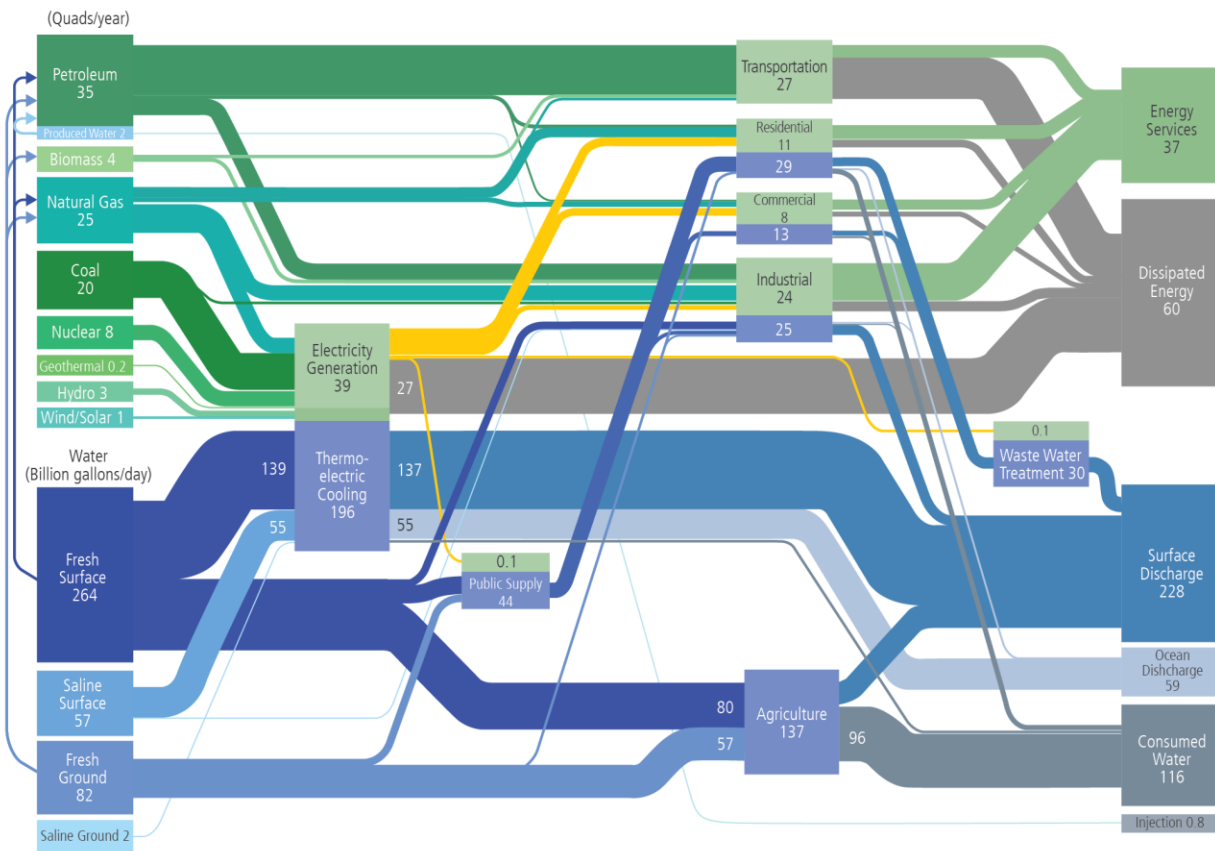 (Quads/year)
Petroleum
35
Produced Water 2
Biomass 4
Natural Gas
25
Coal
20
Nuclear 8
Geothermal 0.2
Hydro 3
Wind/Solar 1
Water
(Billion gallons/day)
Fresh
Surface
264
Saline
Surface
57
Fresh
Ground
82
Saline Ground 2
Electricity
Generation
39
27
139
Thermo-
electric
Cooling
196
137
55
55
0.1
Public Supply
44
Transportation
27
Residential
11
29
Commercial
8
13
Industrial
24
25
80
57
Agriculture
137
96
0.1
Waste Water
Treatment 30
Energy
Services
37
Dissipated
Energy
60
Surface
Discharge
228
Ocean
Dishcharge
59
Consumed
Water
116
Injection 0.8